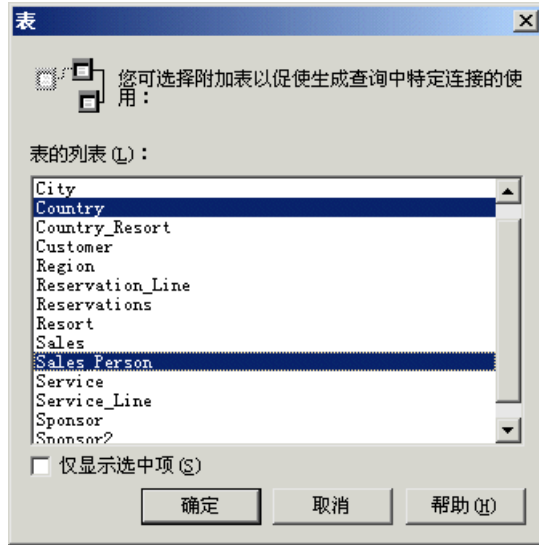 表
您可选择附加表以促使生成查询中特定连接的使
用：
表的列表(L)：
City
Country
Country_Resort
Customer
Region
Reservation_Line
Reservations
Resort
Sales
Sales_Person
Service
Service_Line
Sponsor
Sponsor2
仅显示选中项(S)
确定 取消 帮助(H)